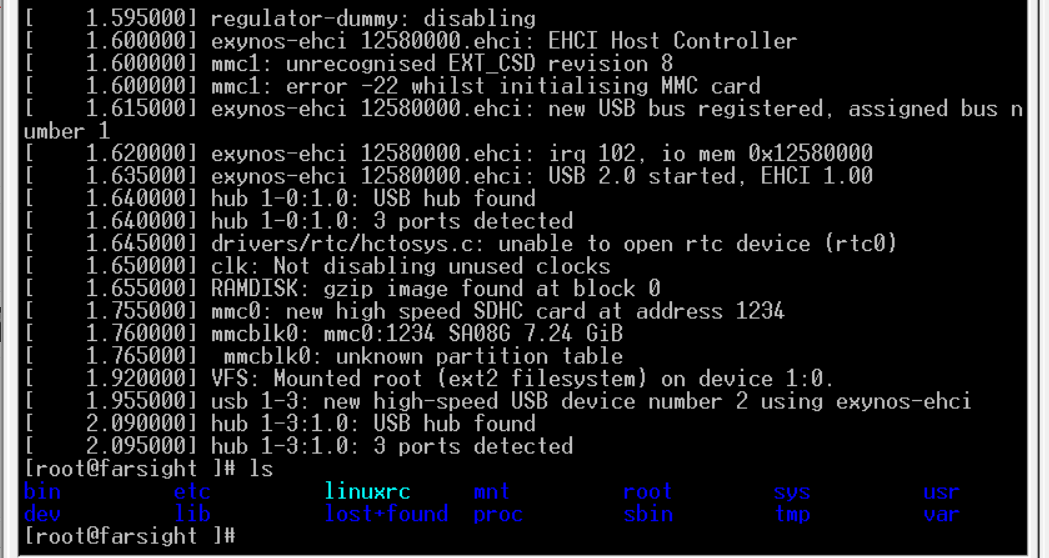 [    1.595000] regulator-dummy: disabling
[    1.600000] exynos-ehci 12580000.ehci: EHCI Host Controller
[    1.600000] mmc1: unrecognised EXT_CSD revision 8
[    1.600000] mmc1: error -22 whilst initialising MMC card
[    1.615000] exynos-ehci 12580000.ehci: new USB bus registered, assigned bus n
umber 1
[    1.620000] exynos-ehci 12580000.ehci: irq 102, io mem 0x12580000
[    1.635000] exynos-ehci 12580000.ehci: USB 2.0 started, EHCI 1.00
[    1.640000] hub 1-0:1.0: USB hub found
[    1.640000] hub 1-0:1.0: 3 ports detected
[    1.645000] drivers/rtc/hctosys.c: unable to open rtc device (rtc0)
[    1.650000] clk: Not disabling unused clocks
[    1.655000] RAMDISK: gzip image found at block 0
[    1.755000] mmc0: new high speed SDHC card at address 1234
[    1.760000] mmcblk0: mmc0:1234 SA08G 7.24 GiB
[    1.765000]  mmcblk0: unknown partition table
[    1.920000] VFS: Mounted root (ext2 filesystem) on device 1:0.
[    1.955000] usb 1-3: new high-speed USB device number 2 using exynos-ehci
[    2.090000] hub 1-3:1.0: USB hub found
[    2.095000] hub 1-3:1.0: 3 ports detected
[root@farsight ]# ls
bin         etc         linuxrc     mnt         root        sys         usr
dev         lib         lost+found  proc        sbin        tmp         var
[root@farsight ]#